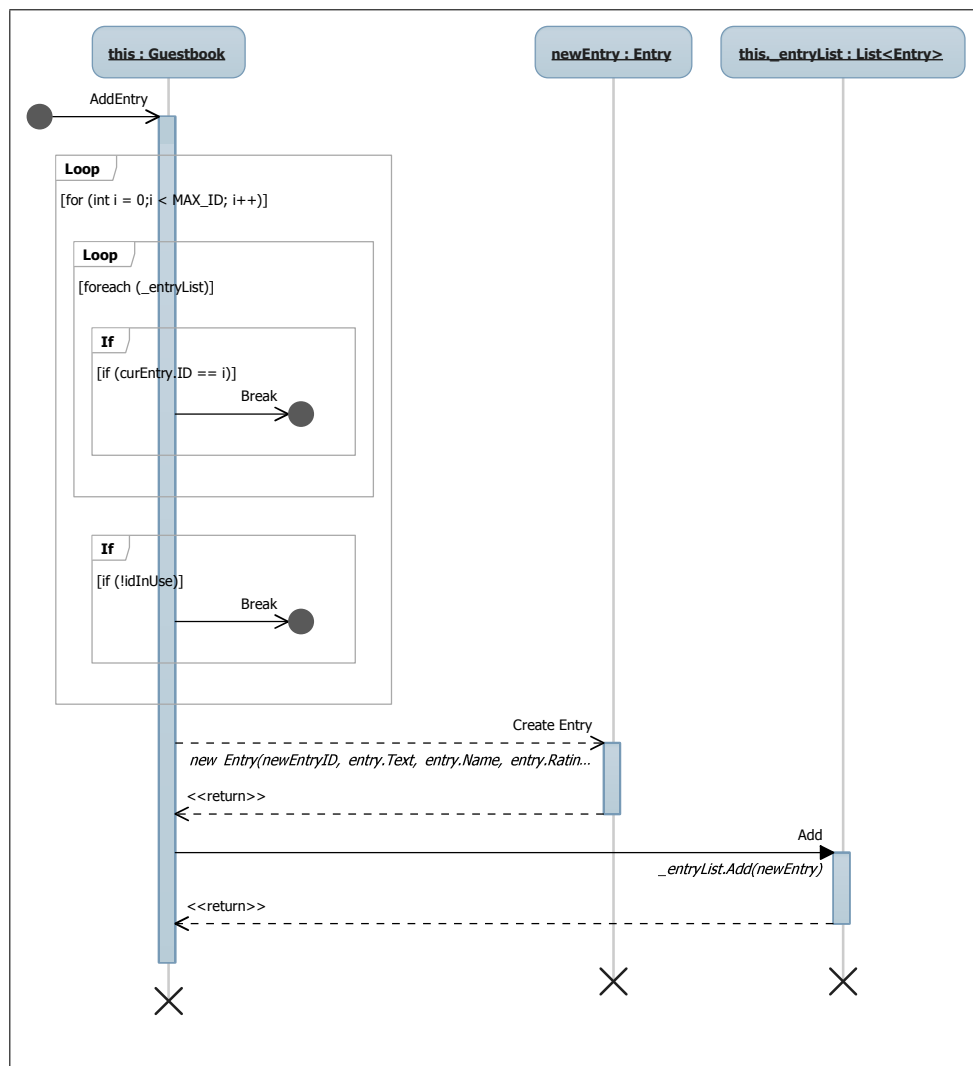 this : Guestbook
newEntry : Entry
this._entryList : List<Entry>
AddEntry
Loop
[for (int i = 0;i < MAX_ID; i++)]
Loop
[foreach (_entryList)]
If
[if (curEntry.ID == i)]
Break
If
[if (!idInUse)]
Break
Create Entry
new Entry(newEntryID, entry.Text, entry.Name, entry.Ratin...
<<return>>
Add
_entryList.Add(newEntry)
<<return>>